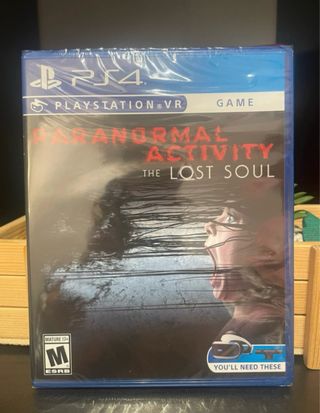 PS4
PLAYSTATION®VR GAME
PARANORMAL
ACTIVITY
THE LOST SOUL
MATURE 17+
M
ESRB
YOU'LL NEED THESE